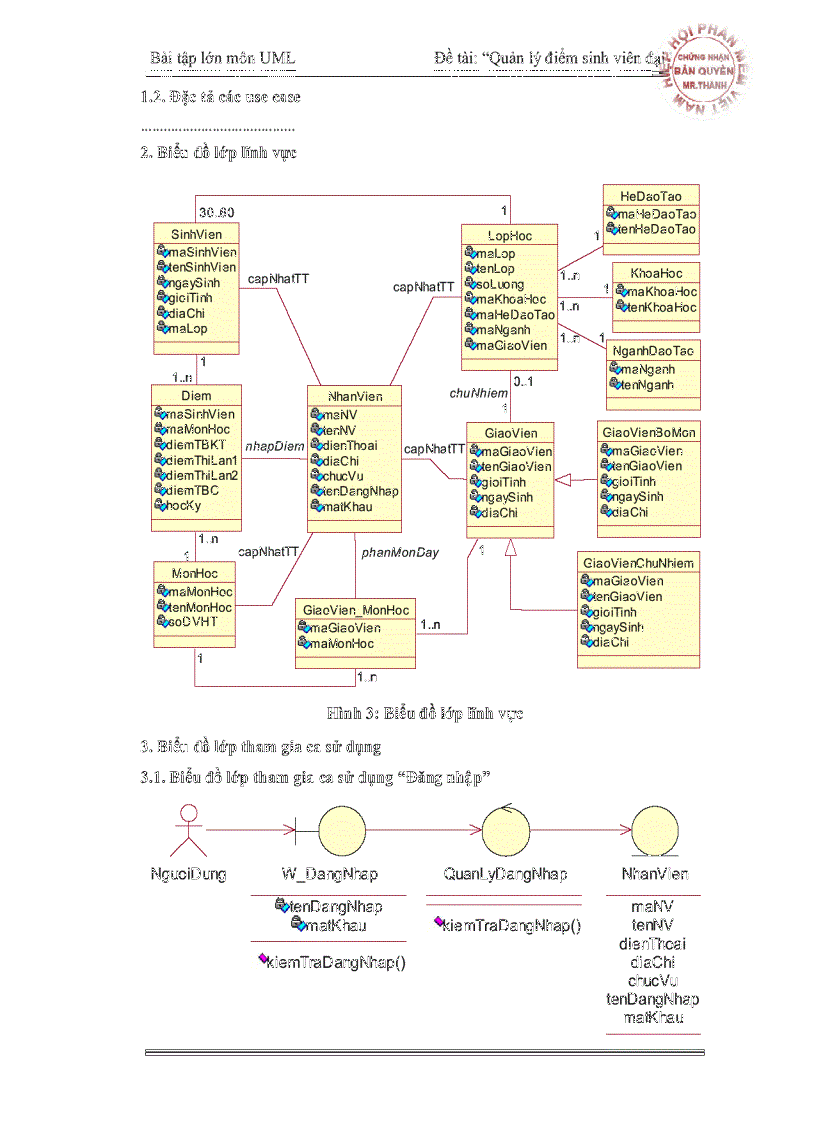 Bài tập lớn môn UML
Đề tài: “Quản lý điểm sinh viên đại
HỘI PHẦN MỀM VIỆT NAM
CHỨNG NHẬN
BẢN QUYỀN
MR.THANH
1.2. Đặc tả các use case
2. Biểu đồ lớp lĩnh vực
30..60
1
SinhVien
maSinhVien
tenSinhVien
ngaySinh
gioiTinh
diaChi
maLop
capNhatTT
LopHoc
maLop
tenLop
soLuong
maKhoaHoc
maHeDaoTao
maNganh
maGiaoVien
capNhatTT
HeDaoTao
maHeDaoTao
tenHeDaoTao
1
1..n
KhoaHoc
maKhoaHoc
tenKhoaHoc
1
1..n
NganhDaoTao
maNganh
tenNganh
1
1..n
1
1..n
Diem
maSinhVien
maMonHoc
diemTBKT
diemThiLan1
diemThiLan2
diemTBC
hocKy
nhapDiem
NhanVien
maNV
tenNV
dienThoai
diaChi
chucVu
tenDangNhap
matKhau
capNhatTT
0..1
chuNhiem
1
GiaoVien
maGiaoVien
tenGiaoVien
gioiTinh
ngaySinh
diaChi
GiaoVienBoMon
maGiaoVien
tenGiaoVien
gioiTinh
ngaySinh
diaChi
1..n
1
capNhatTT
phanMonDay
1
MonHoc
maMonHoc
tenMonHoc
soDVHT
GiaoVien_MonHoc
maGiaoVien
maMonHoc
1..n
GiaoVienChuNhiem
maGiaoVien
tenGiaoVien
gioiTinh
ngaySinh
diaChi
1
1..n
Hình 3: Biểu đồ lớp lĩnh vực
3. Biểu đồ lớp tham gia ca sử dụng
3.1. Biểu đồ lớp tham gia ca sử dụng “Đăng nhập”
NguoiDung
W_DangNhap
tenDangNhap
matKhau
kiemTraDangNhap()
QuanLyDangNhap
kiemTraDangNhap()
NhanVien
maNV
tenNV
dienThoai
diaChi
chucVu
tenDangNhap
matKhau